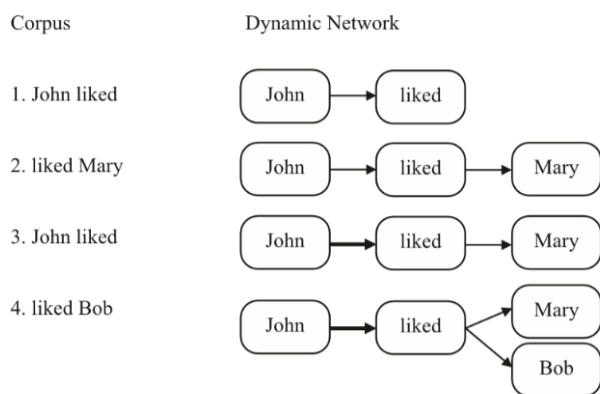 Corpus Dynamic Network
1. John liked John liked
2. liked Mary John liked Mary
3. John liked John liked Mary
4. liked Bob John liked Mary
Bob